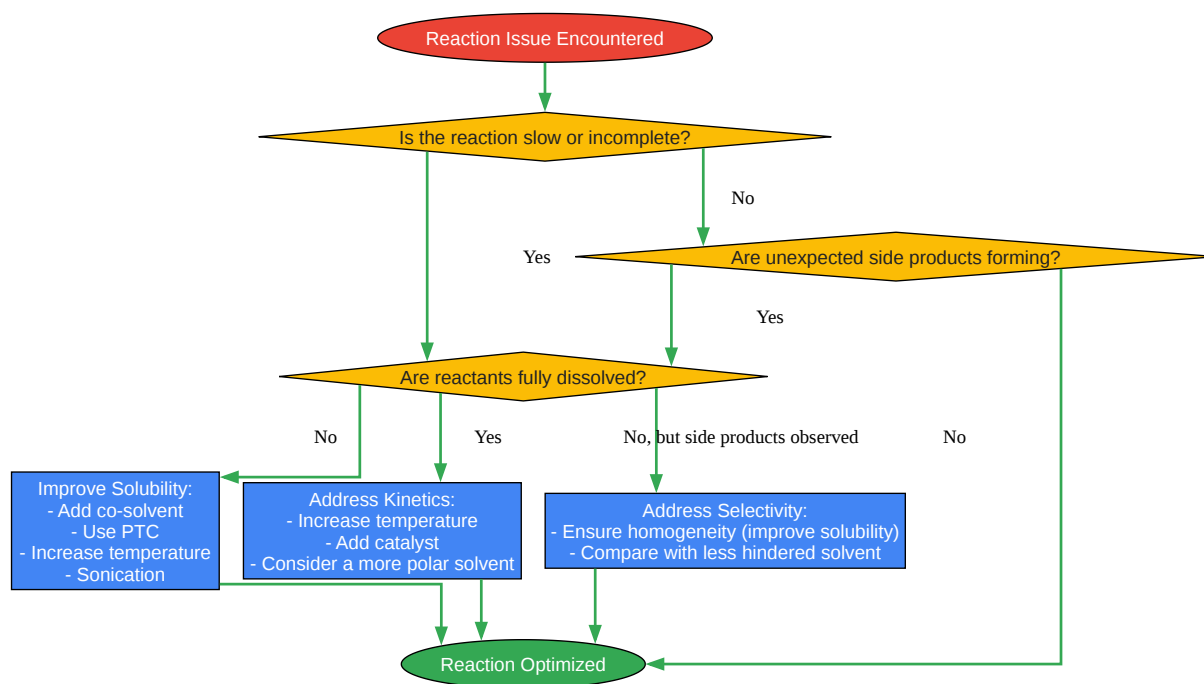 Reaction Issue Encountered
Is the reaction slow or incomplete?
No
Yes
Are unexpected side products forming?
Yes
Are reactants fully dissolved?
No
Yes
No, but side products observed
No
Improve Solubility:
- Add co-solvent
- Use PTC
- Increase temperature
- Sonication
Address Kinetics:
- Increase temperature
- Add catalyst
- Consider a more polar solvent
Address Selectivity:
- Ensure homogeneity (improve solubility)
- Compare with less hindered solvent
Reaction Optimized